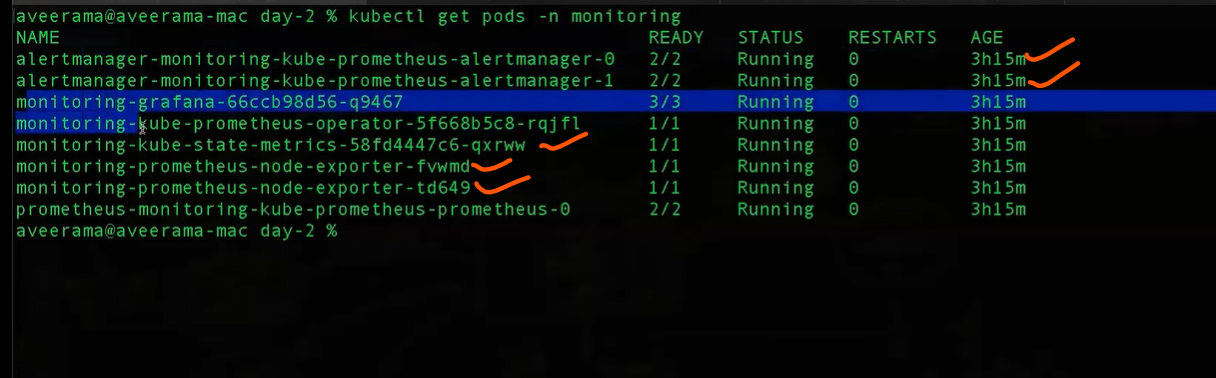 aveerama@aveerama-mac day-2 % kubectl get pods -n monitoring
NAME READY STATUS RESTARTS AGE
alertmanager-monitoring-kube-prometheus-alertmanager-0 2/2 Running 0 3h15m
alertmanager-monitoring-kube-prometheus-alertmanager-1 2/2 Running 0 3h15m
monitoring-grafana-66ccb98d56-q9467 3/3 Running 0 3h15m
monitoring-kube-prometheus-operator-5f668b5c8-rqjfl 1/1 Running 0 3h15m
monitoring-kube-state-metrics-58fd4447c6-qxrww 1/1 Running 0 3h15m
monitoring-prometheus-node-exporter-fvwmd 1/1 Running 0 3h15m
monitoring-prometheus-node-exporter-td649 1/1 Running 0 3h15m
prometheus-monitoring-kube-prometheus-prometheus-0 2/2 Running 0 3h15m
aveerama@aveerama-mac day-2 %